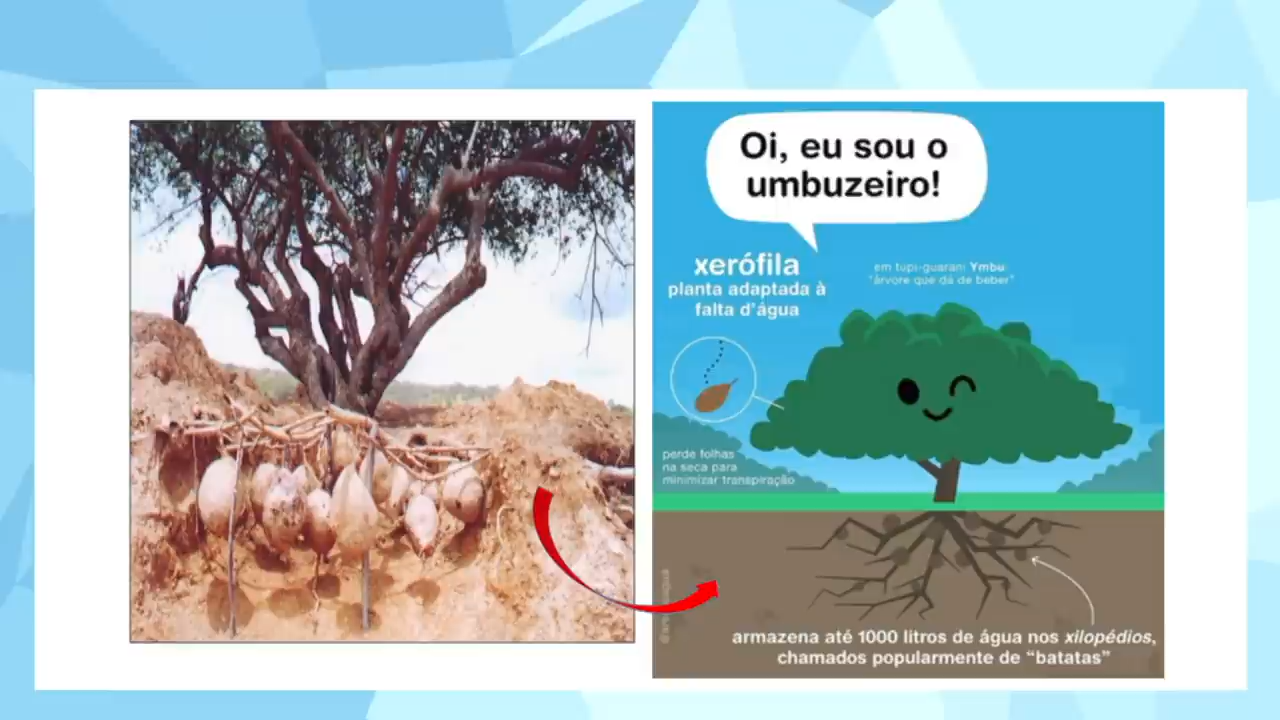 Oi, eu sou o
umbuzeiro!
xerófila
planta adaptada à
falta d'água
em tupi-guarani Ymbu:
"árvore que dá de beber"
perde folhas
na seca para
minimizar transpiração
armazena até 1000 litros de água nos xilopédios,
chamados popularmente de “batatas”